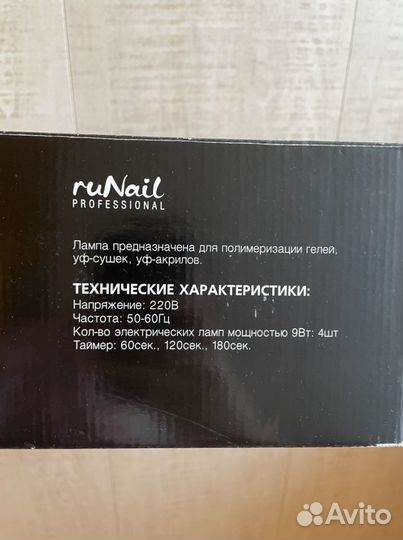 ruNail
PROFESSIONAL
Лампа предназначена для полимеризации гелей,
уф-сушек, уф-акрилов.
ТЕХНИЧЕСКИЕ ХАРАКТЕРИСТИКИ:
Напряжение: 220В
Частота: 50-60Гц
Кол-во электрических ламп мощностью 9Вт: 4шт
Таймер: 60сек., 120сек., 180сек.
Avito